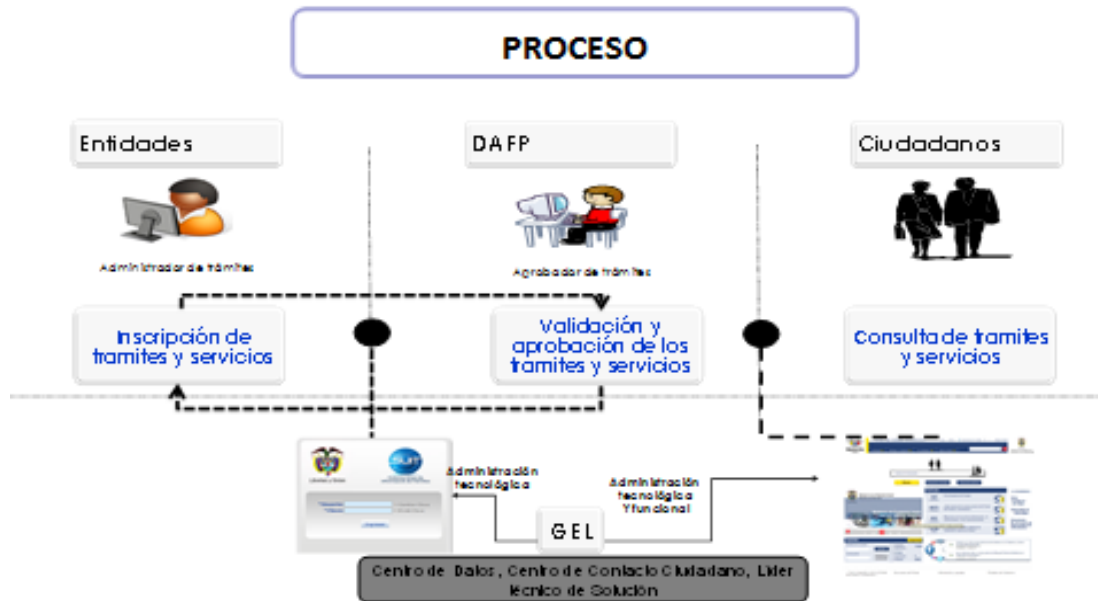 PROCESO
Entidades
DAFP
Ciudadanos
Administrador de trámites
Aprobador de trámites
Inscripción de
tramites y servicios
Validación y
aprobación de los
tramites y servicios
Consulta de tramites
y servicios
Administración
tecnológica
Administración
tecnológica
Y funcional
GEL
Centro de Datos, Centro de Contacto Ciudadano, Líder
técnico de Solución